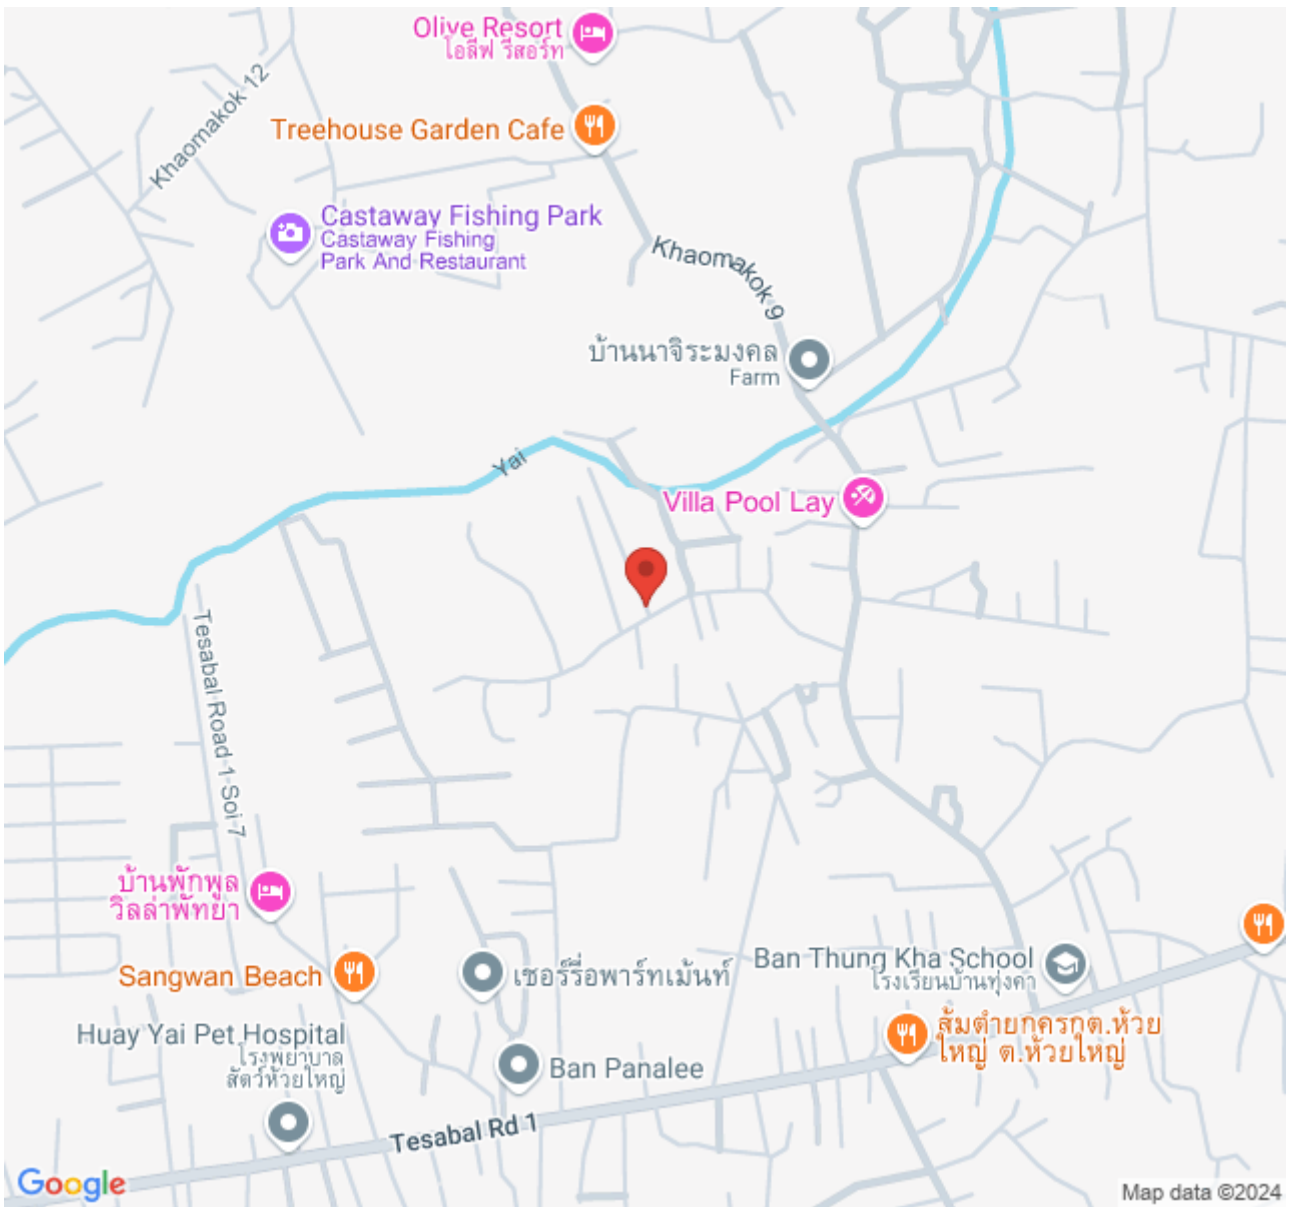 Olive Resort
โอลีฟ รีสอร์ท
Khaomakok 12
Treehouse Garden Cafe
Castaway Fishing Park
Castaway Fishing
Park And Restaurant
Khaomakok 9
บ้านนาจิระมงคล
Farm
Yai
Villa Pool Lay
Tesabal Road 1 Soi 7
บ้านพักพูล
วิลล่าพัทยา
Sangwan Beach
เชอร์รี่อพาร์ทเม้นท์
Ban Thung Kha School
โรงเรียนบ้านทุ่งคา
Huay Yai Pet Hospital
โรงพยาบาล
สัตว์ห้วยใหญ่
Ban Panalee
ส้มตำยกครกต.ห้วย
ใหญ่ ต.ห้วยใหญ่
Tesabal Rd 1
Google
Map data ©2024